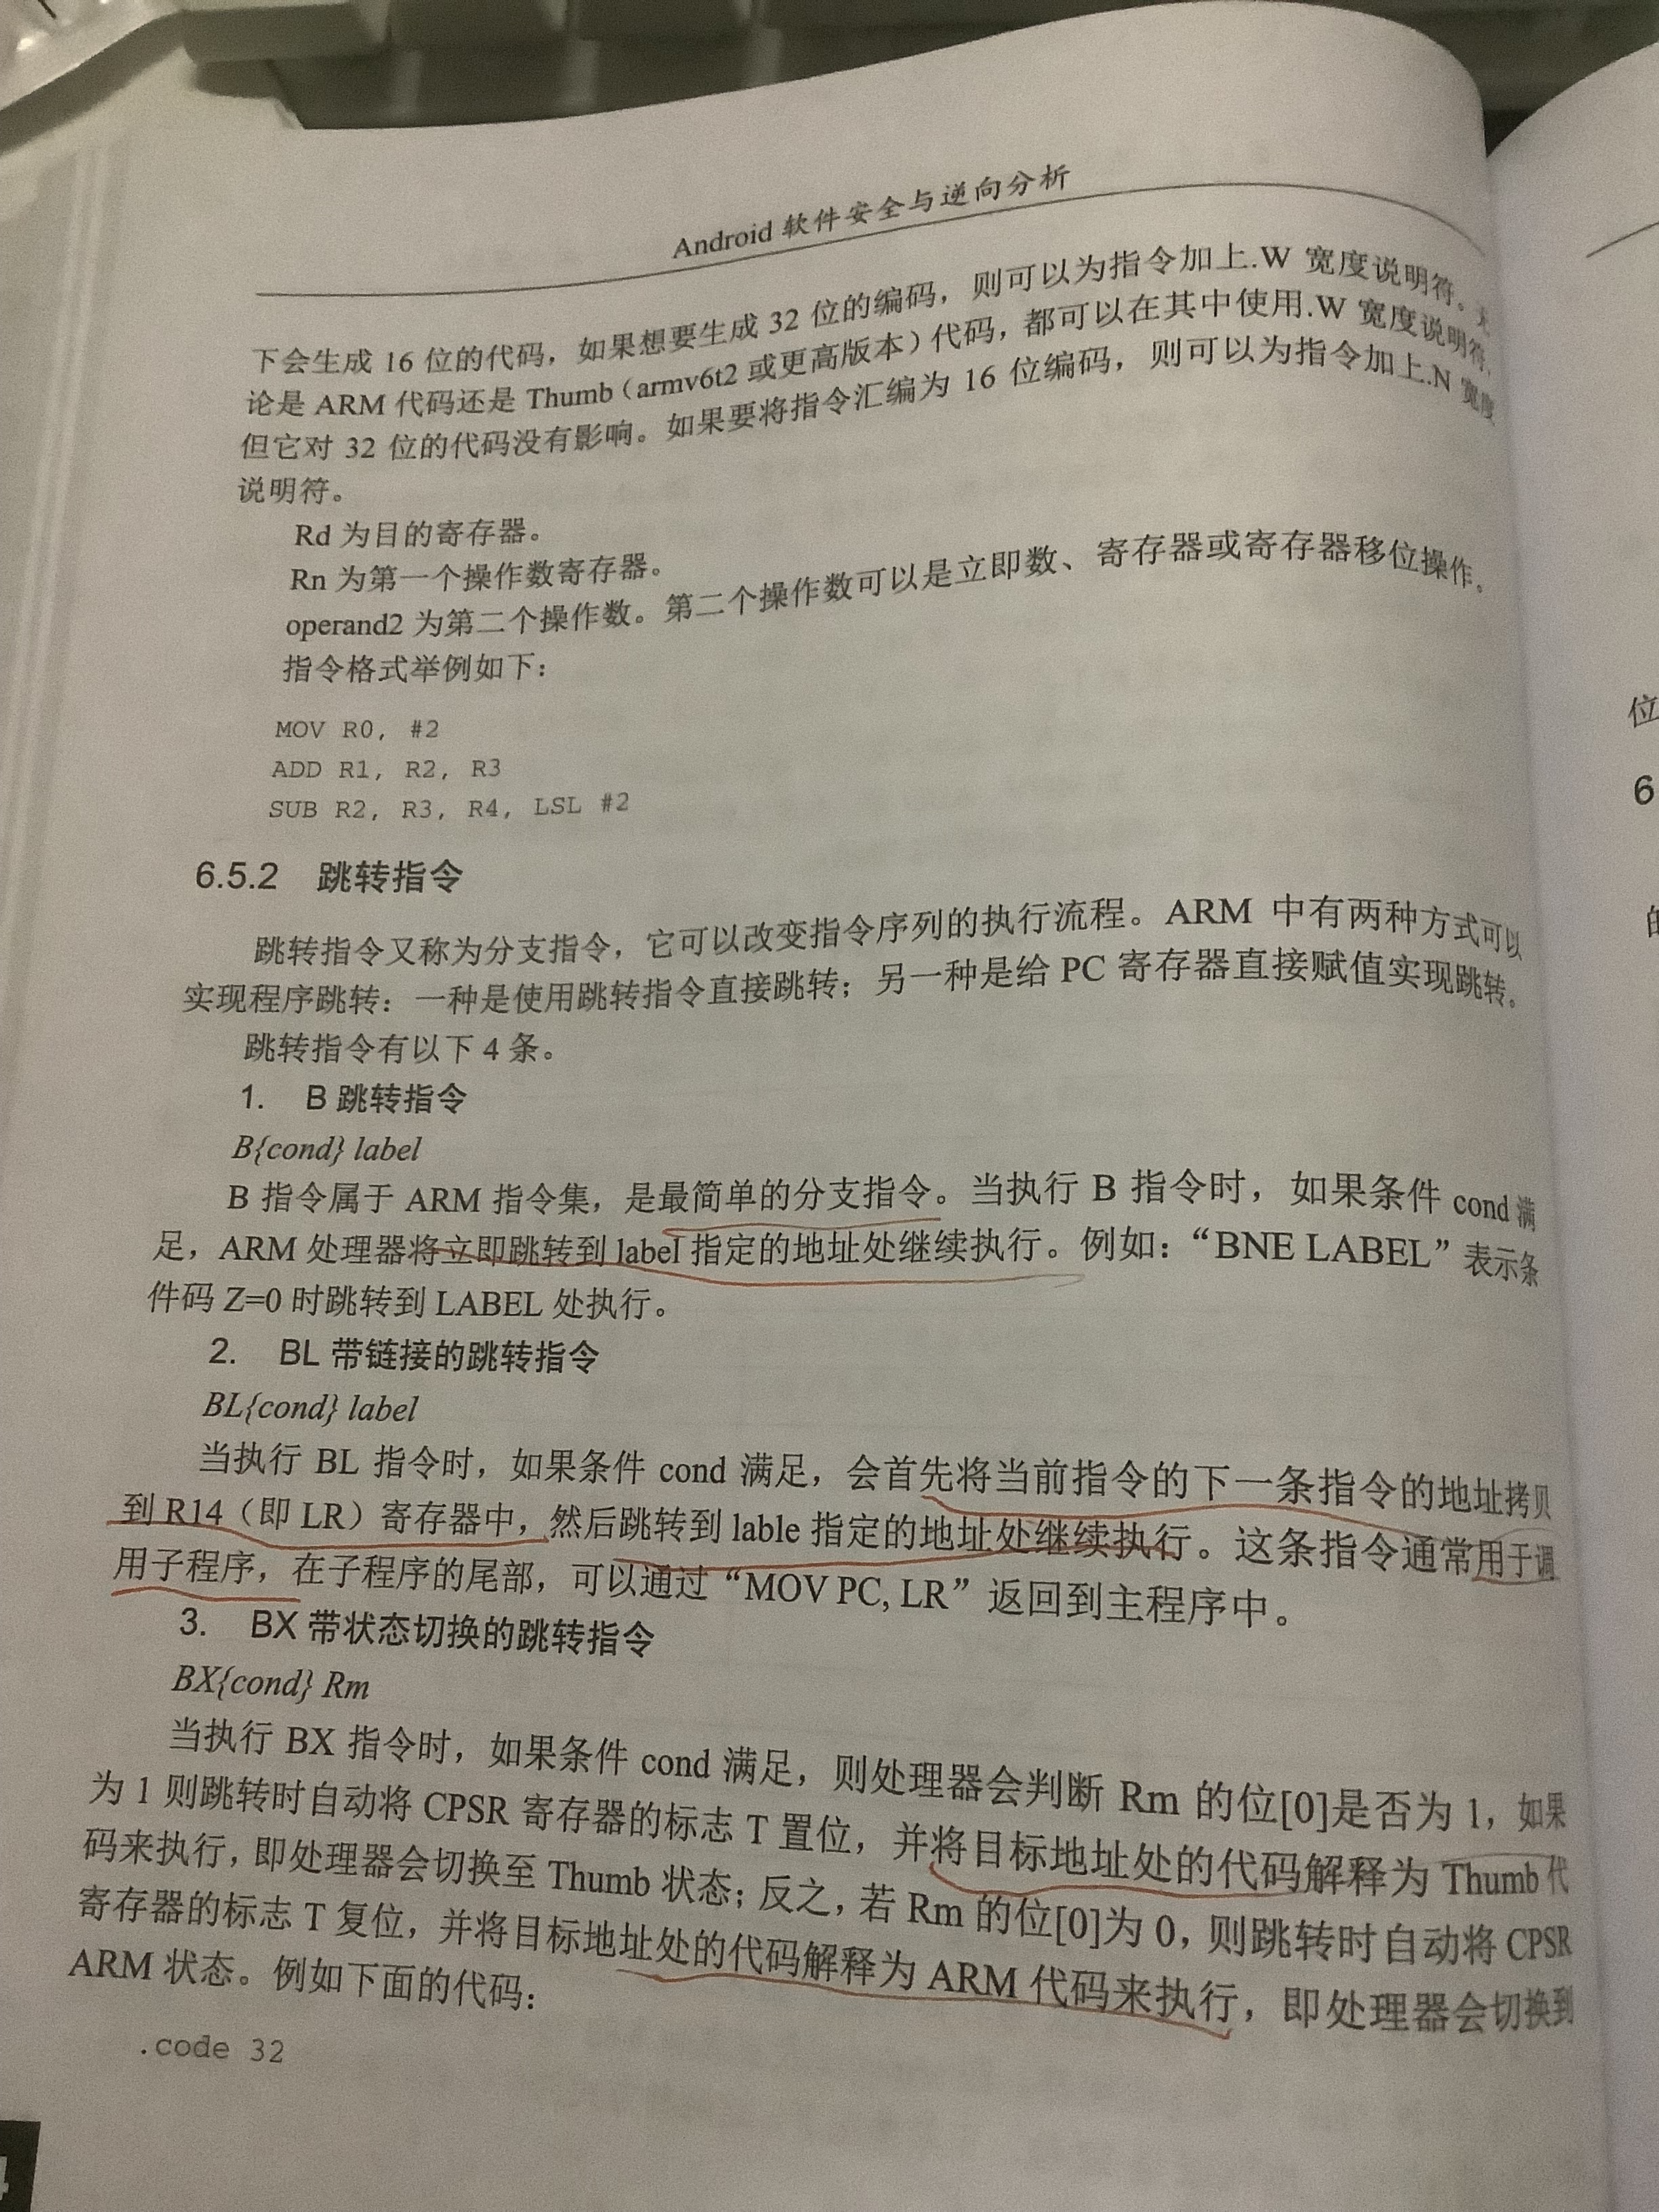 Android 软件安全与逆向分析
下会生成 16 位的代码，如果想要生成 32 位的编码，则可以为指令加上.W 宽度说明符。无
论是 ARM 代码还是 Thumb（armv6t2 或更高版本）代码，都可以在其中使用.W 宽度说明符，
但它对 32 位的代码没有影响。如果要将指令汇编为 16 位编码，则可以为指令加上.N 宽度
说明符。
Rd 为目的寄存器。
Rn 为第一个操作数寄存器。
operand2 为第二个操作数。第二个操作数可以是立即数、寄存器或寄存器移位操作。
指令格式举例如下：
MOV R0, #2
ADD R1, R2, R3
SUB R2, R3, R4, LSL #2
6.5.2 跳转指令
跳转指令又称为分支指令，它可以改变指令序列的执行流程。ARM 中有两种方式可以
实现程序跳转：一种是使用跳转指令直接跳转；另一种是给 PC 寄存器直接赋值实现跳转。
跳转指令有以下 4 条。
1. B 跳转指令
B{cond} label
B 指令属于 ARM 指令集，是最简单的分支指令。当执行 B 指令时，如果条件 cond 满
足，ARM 处理器将立即跳转到 label 指定的地址处继续执行。例如：“BNE LABEL”表示条
件码 Z=0 时跳转到 LABEL 处执行。
2. BL 带链接的跳转指令
BL{cond} label
当执行 BL 指令时，如果条件 cond 满足，会首先将当前指令的下一条指令的地址拷贝
到 R14（即 LR）寄存器中，然后跳转到 lable 指定的地址处继续执行。这条指令通常用于调
用子程序，在子程序的尾部，可以通过“MOV PC, LR”返回到主程序中。
3. BX 带状态切换的跳转指令
BX{cond} Rm
当执行 BX 指令时，如果条件 cond 满足，则处理器会判断 Rm 的位[0]是否为 1，如果
为 1 则跳转时自动将 CPSR 寄存器的标志 T 置位，并将目标地址处的代码解释为 Thumb 代
码来执行，即处理器会切换至 Thumb 状态；反之，若 Rm 的位[0]为 0，则跳转时自动将 CPSR
寄存器的标志 T 复位，并将目标地址处的代码解释为 ARM 代码来执行，即处理器会切换到
ARM 状态。例如下面的代码：
.code 32
位
6